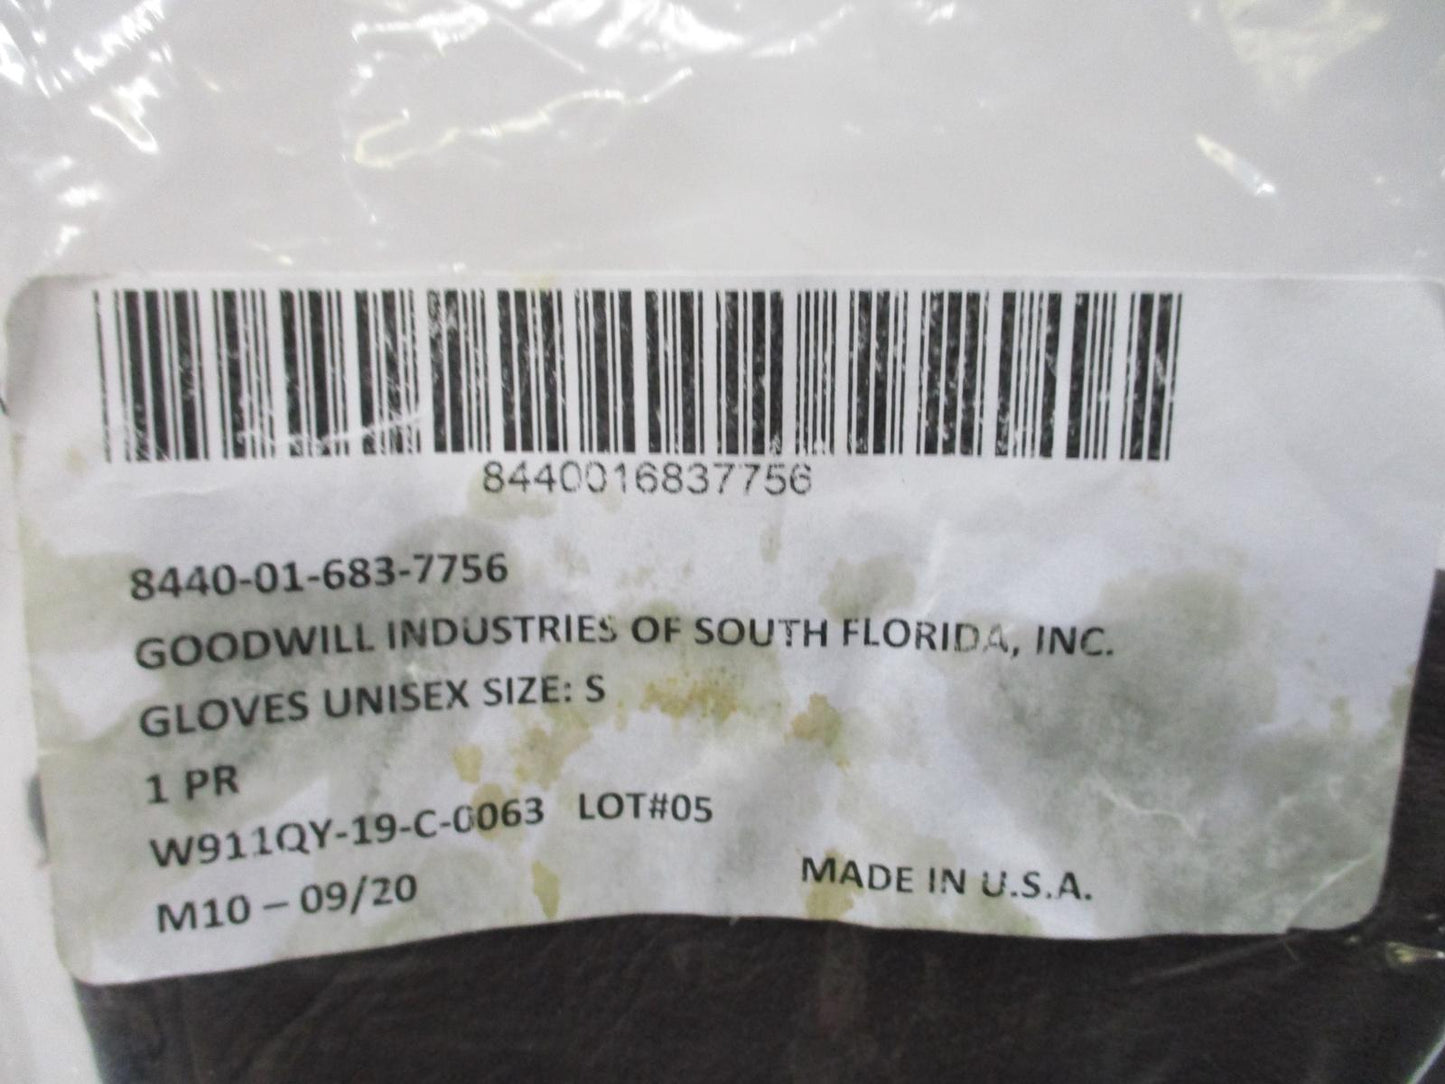 8440016837756
8440-01-683-7756
GOODWILL INDUSTRIES OF SOUTH FLORIDA, INC.
GLOVES UNISEX SIZE: S
1 PR
W911QY-19-C-0063 LOT#05
M10 – 09/20
MADE IN U.S.A.